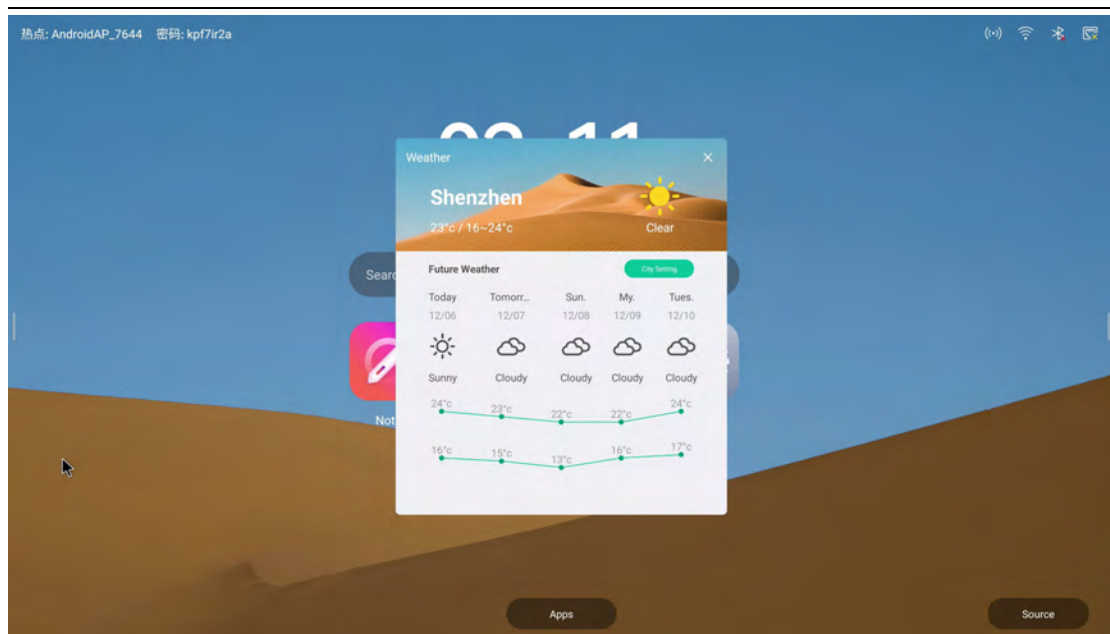 热点: AndroidAP_7644 密码: kpf7ir2a
Weather
Shenzhen
23°c / 16~24°c
Clear
Future Weather
City Setting
Today Tomorr... Sun. My. Tues.
12/06 12/07 12/08 12/09 12/10
Sunny Cloudy Cloudy Cloudy Cloudy
24°c 23°c 22°c 22°c 24°c
16°c 15°c 13°c 16°c 17°c
Sear
Not
Apps
Source